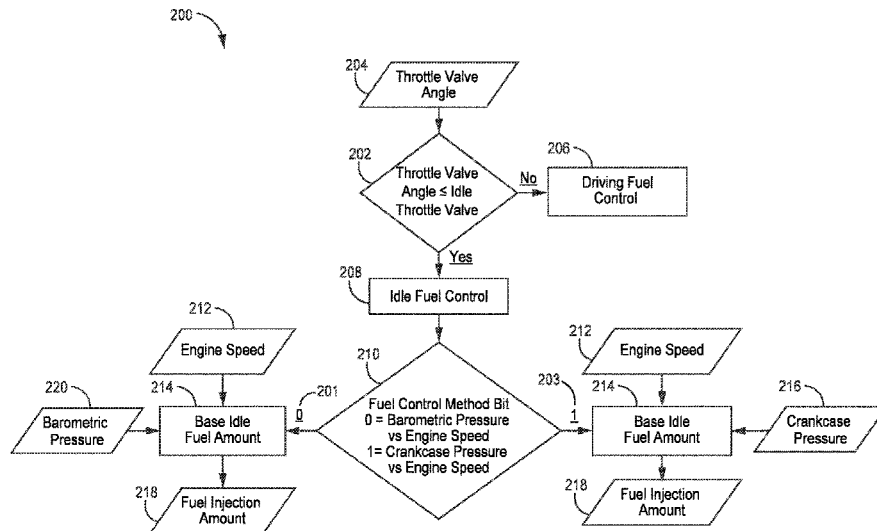 200
204
Throttle Valve
Angle
202
Throttle Valve
Angle ≤ Idle
Throttle Valve
No
206
Driving Fuel
Control
Yes
208
Idle Fuel Control
212
Engine Speed
210
212
Engine Speed
220
Barometric
Pressure
214
Base Idle
Fuel Amount
201
0
Fuel Control Method Bit
0 = Barometric Pressure
vs Engine Speed
1= Crankcase Pressure
vs Engine Speed
203
1
214
Base Idle
Fuel Amount
216
Crankcase
Pressure
218
Fuel Injection
Amount
218
Fuel Injection
Amount